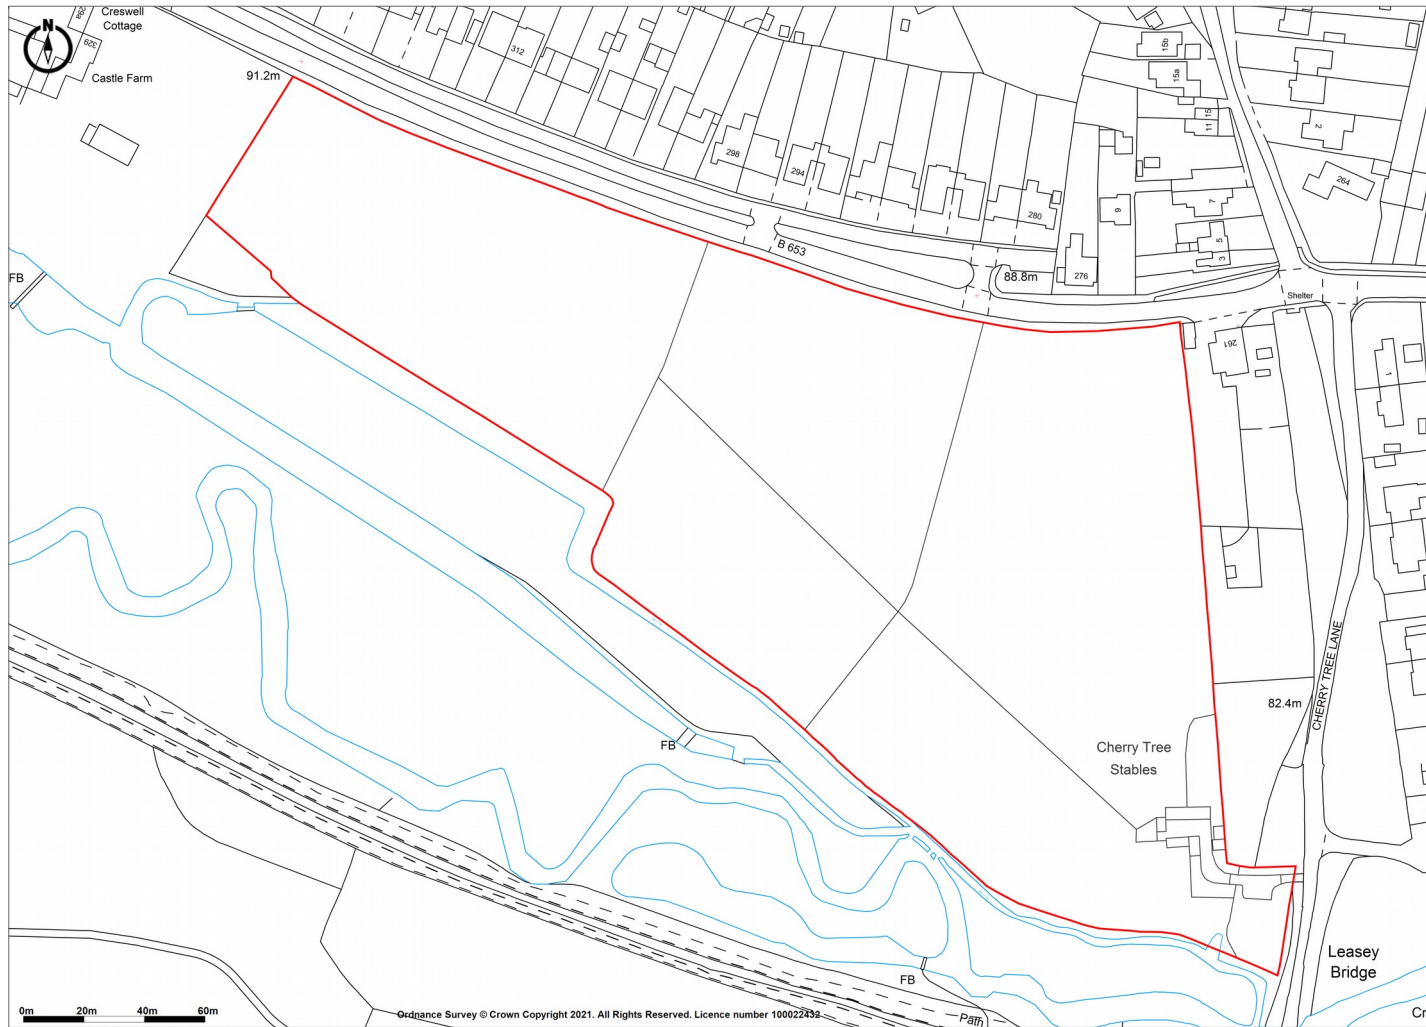 Creswell
Cottage
29a
329
N
Castle Farm
91.2m
312
298
294
280
276
9
15b
15a
15
11
7
5
3
2
264
B 653
88.8m
Shelter
261
1
FB
CHERRY TREE LANE
82.4m
Cherry Tree
Stables
FB
FB
Leasey
Bridge
Path
0m 20m 40m 60m
Ordnance Survey © Crown Copyright 2021. All Rights Reserved. Licence number 100022432